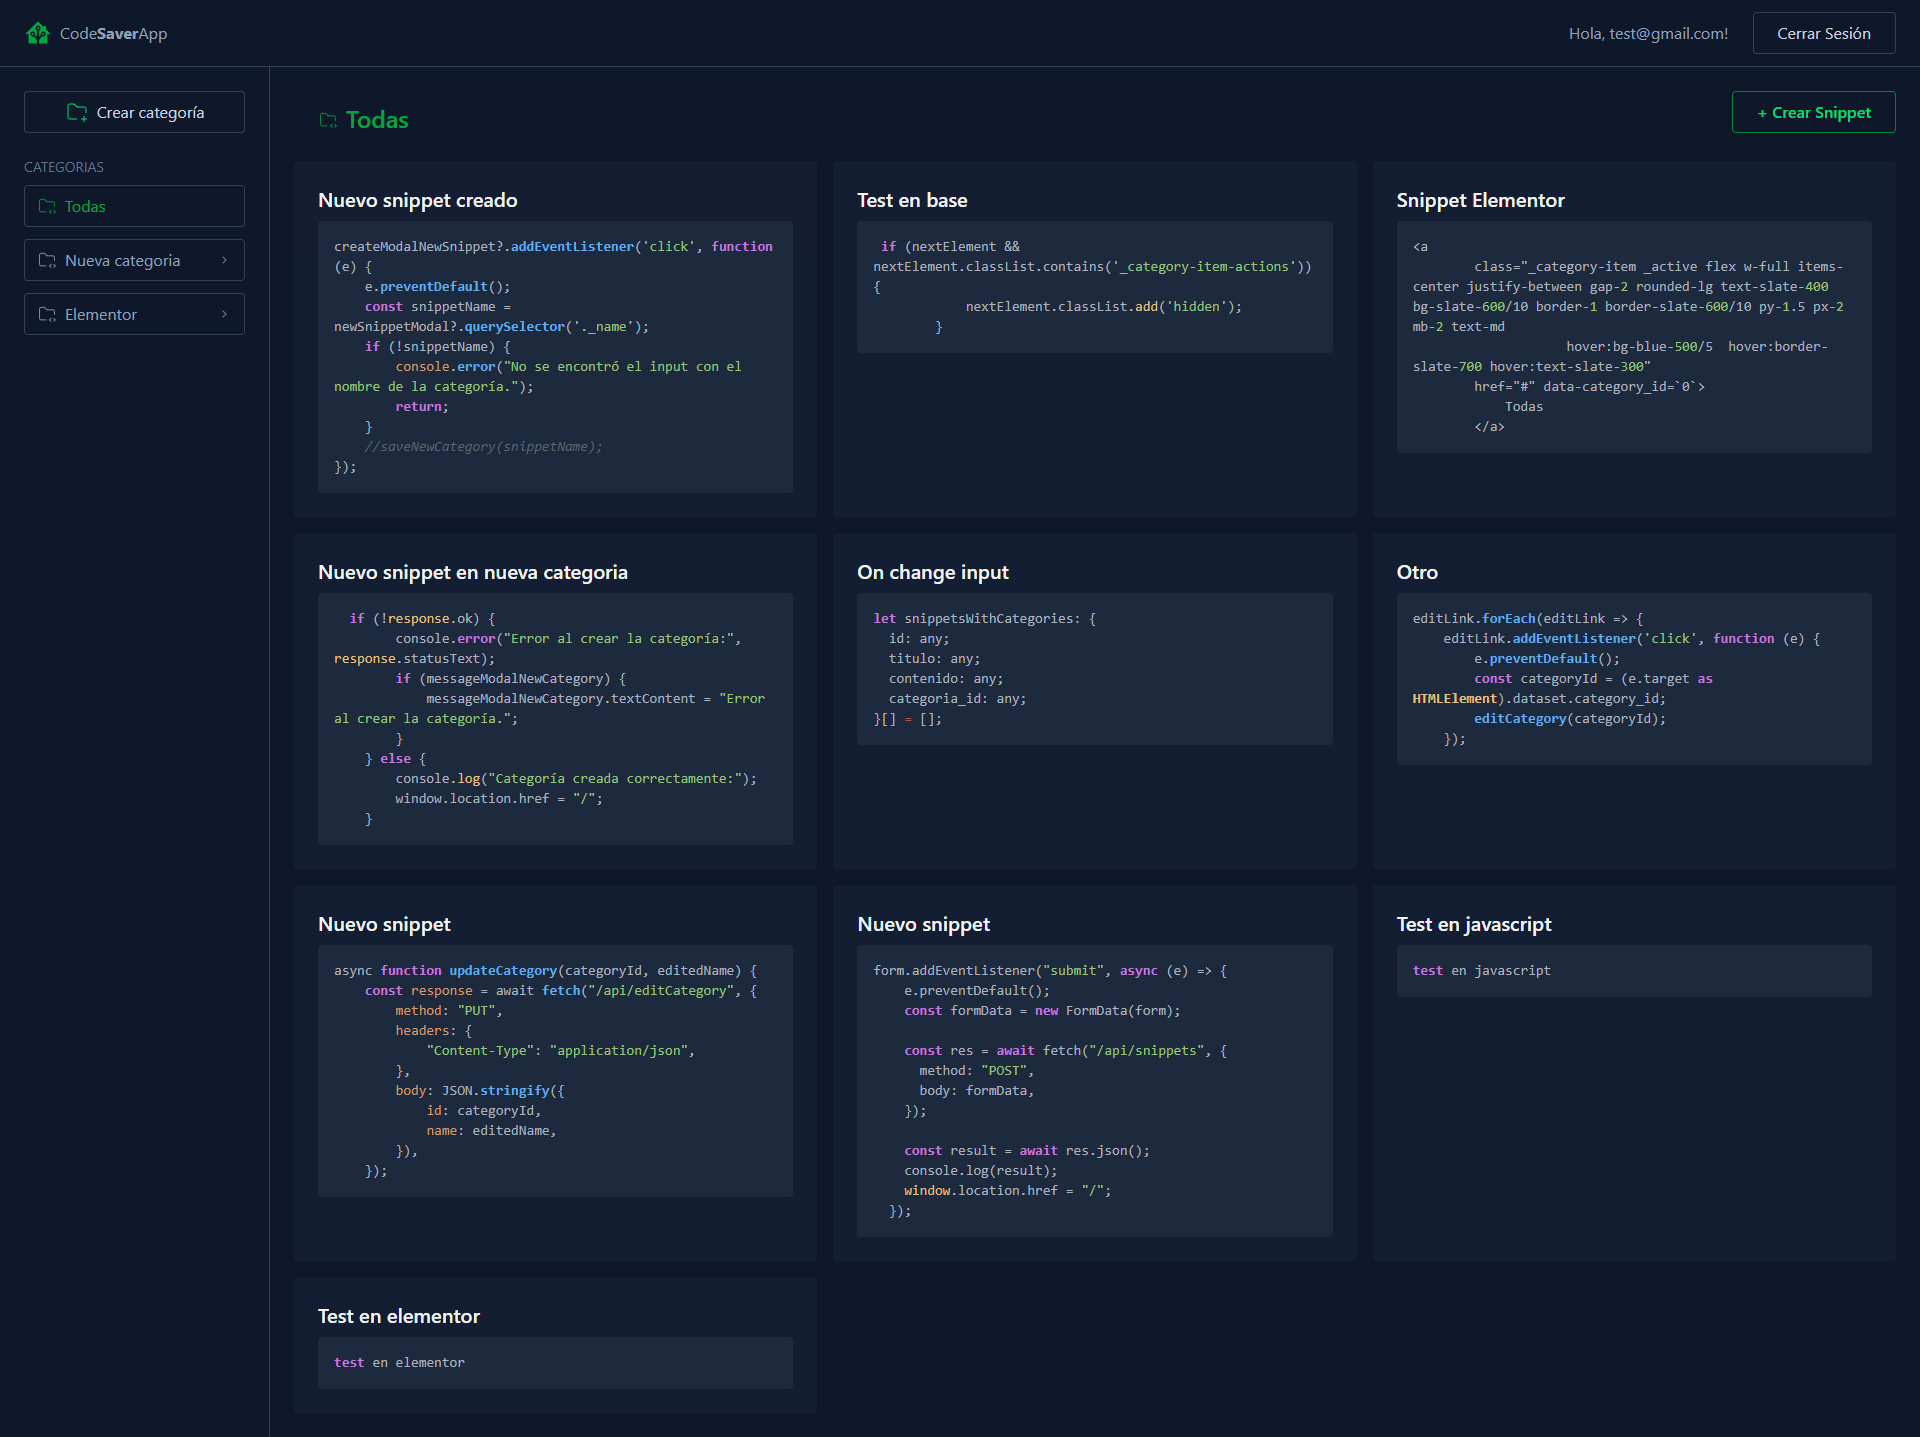 CodeSaverApp
Hola, test@gmail.com!
Cerrar Sesión
Crear categoría
CATEGORIAS
Todas
Nueva categoria
Elementor
Todas
+ Crear Snippet
Nuevo snippet creado
createModalNewSnippet?.addEventListener('click', function
(e) {
    e.preventDefault();
    const snippetName =
newSnippetModal?.querySelector('._name');
    if (!snippetName) {
        console.error("No se encontró el input con el
nombre de la categoría.");
        return;
    }
    //saveNewCategory(snippetName);
});
Test en base
 if (nextElement &&
nextElement.classList.contains('_category-item-actions'))
{
            nextElement.classList.add('hidden');
        }
Snippet Elementor
<a
        class="_category-item _active flex w-full items-
center justify-between gap-2 rounded-lg text-slate-400
bg-slate-600/10 border-1 border-slate-600/10 py-1.5 px-2
mb-2 text-md
                    hover:bg-blue-500/5  hover:border-
slate-700 hover:text-slate-300"
        href="#" data-category_id=`0`>
            Todas
        </a>
Nuevo snippet en nueva categoria
  if (!response.ok) {
        console.error("Error al crear la categoría:",
response.statusText);
        if (messageModalNewCategory) {
            messageModalNewCategory.textContent = "Error
al crear la categoría.";
        }
    } else {
        console.log("Categoría creada correctamente:");
        window.location.href = "/";
    }
On change input
let snippetsWithCategories: {
  id: any;
  titulo: any;
  contenido: any;
  categoria_id: any;
}[] = [];
Otro
editLink.forEach(editLink => {
    editLink.addEventListener('click', function (e) {
        e.preventDefault();
        const categoryId = (e.target as
HTMLElement).dataset.category_id;
        editCategory(categoryId);
    });
Nuevo snippet
async function updateCategory(categoryId, editedName) {
    const response = await fetch("/api/editCategory", {
        method: "PUT",
        headers: {
            "Content-Type": "application/json",
        },
        body: JSON.stringify({
            id: categoryId,
            name: editedName,
        }),
    });
Nuevo snippet
form.addEventListener("submit", async (e) => {
    e.preventDefault();
    const formData = new FormData(form);
    const res = await fetch("/api/snippets", {
      method: "POST",
      body: formData,
    });
    const result = await res.json();
    console.log(result);
    window.location.href = "/";
  });
Test en javascript
test en javascript
Test en elementor
test en elementor